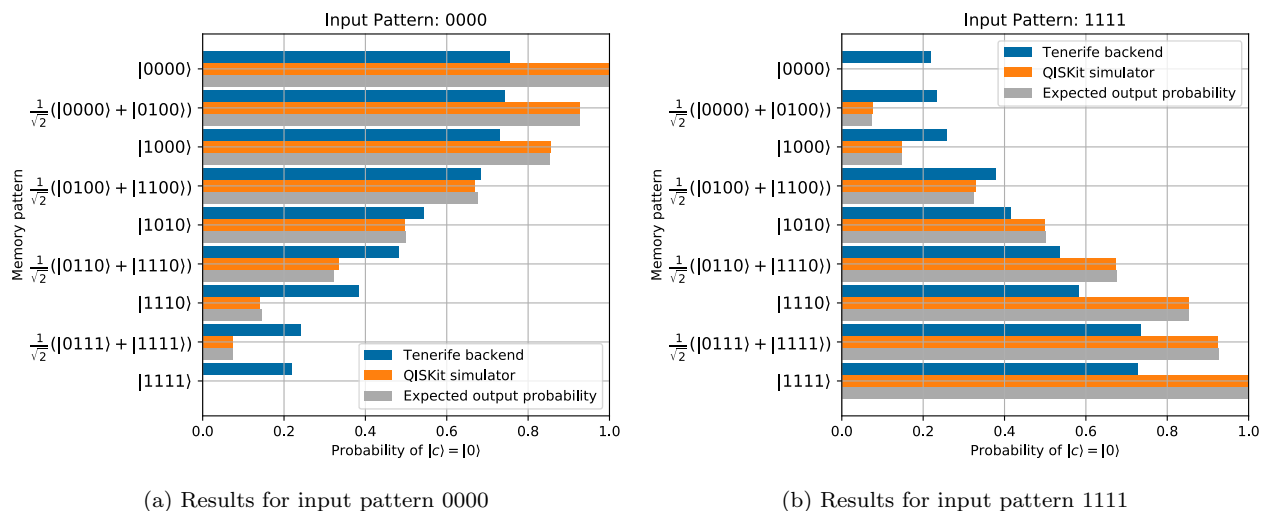 Input Pattern: 0000
Memory pattern
|0000⟩
1/√2(|0000⟩ + |0100⟩)
|1000⟩
1/√2(|0100⟩ + |1100⟩)
|1010⟩
1/√2(|0110⟩ + |1110⟩)
|1110⟩
1/√2(|0111⟩ + |1111⟩)
|1111⟩
Tenerife backend
QISKit simulator
Expected output probability
0.0 0.2 0.4 0.6 0.8 1.0
Probability of |c⟩ = |0⟩
(a) Results for input pattern 0000
Input Pattern: 1111
Memory pattern
|0000⟩
1/√2(|0000⟩ + |0100⟩)
|1000⟩
1/√2(|0100⟩ + |1100⟩)
|1010⟩
1/√2(|0110⟩ + |1110⟩)
|1110⟩
1/√2(|0111⟩ + |1111⟩)
|1111⟩
Tenerife backend
QISKit simulator
Expected output probability
0.0 0.2 0.4 0.6 0.8 1.0
Probability of |c⟩ = |0⟩
(b) Results for input pattern 1111